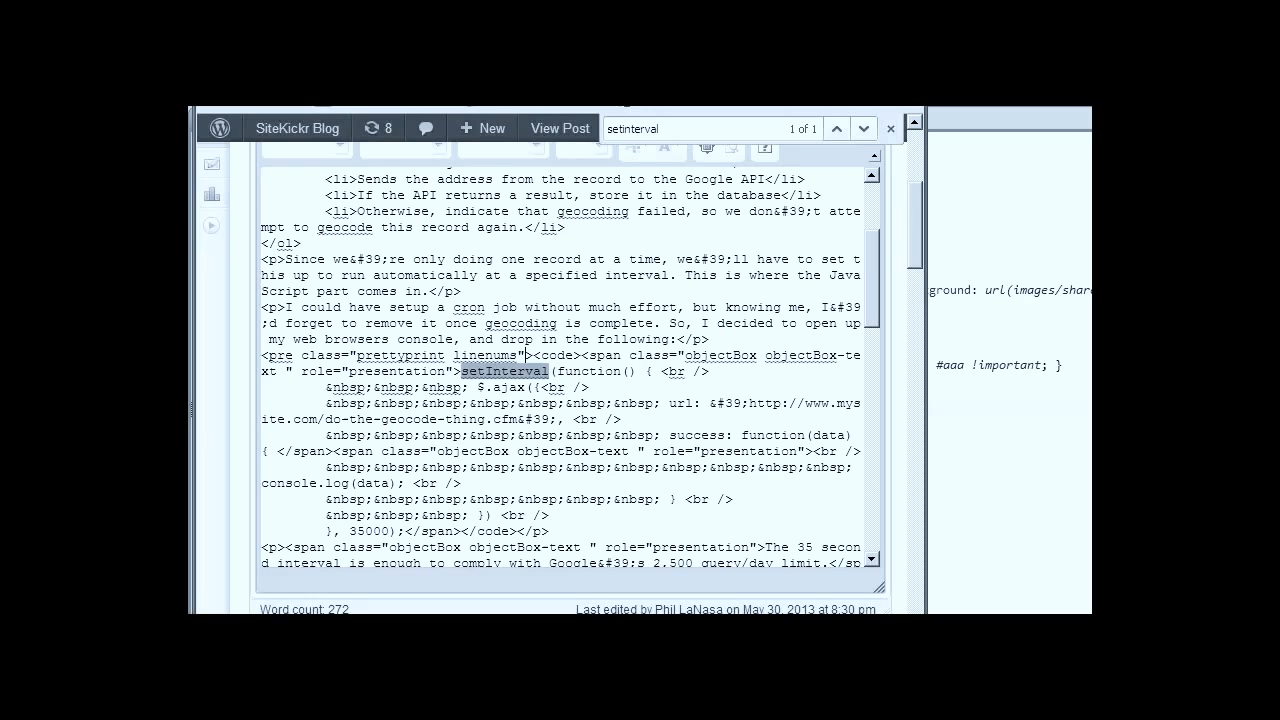 SiteKickr Blog 8 New View Post setinterval 1 of 1
<li>Sends the address from the record to the Google API</li>
<li>If the API returns a result, store it in the database</li>
<li>Otherwise, indicate that geocoding failed, so we don&#39;t atte
mpt to geocode this record again.</li>
</ol>
<p>Since we&#39;re only doing one record at a time, we&#39;ll have to set t
his up to run automatically at a specified interval. This is where the Java
Script part comes in.</p>
<p>I could have setup a cron job without much effort, but knowing me, I&#39
;d forget to remove it once geocoding is complete. So, I decided to open up
my web browsers console, and drop in the following:</p>
<pre class="prettyprint linenums"><code><span class="objectBox objectBox-te
xt " role="presentation">setInterval(function() { <br />
&nbsp;&nbsp;&nbsp; $.ajax({<br />
&nbsp;&nbsp;&nbsp;&nbsp;&nbsp;&nbsp;&nbsp; url: &#39;http://www.mys
ite.com/do-the-geocode-thing.cfm&#39;, <br />
&nbsp;&nbsp;&nbsp;&nbsp;&nbsp;&nbsp;&nbsp; success: function(data)
{ </span><span class="objectBox objectBox-text " role="presentation"><br />
&nbsp;&nbsp;&nbsp;&nbsp;&nbsp;&nbsp;&nbsp;&nbsp;&nbsp;&nbsp;&nbsp;
console.log(data); <br />
&nbsp;&nbsp;&nbsp;&nbsp;&nbsp;&nbsp;&nbsp; } <br />
&nbsp;&nbsp;&nbsp; }) <br />
}, 35000);</span></code></p>
<p><span class="objectBox objectBox-text " role="presentation">The 35 secon
d interval is enough to comply with Google&#39;s 2,500 query/day limit.</sp
Word count: 272 Last edited by Phil LaNasa on May 30, 2013 at 8:30 pm
ground: url(images/share
#aaa !important; }